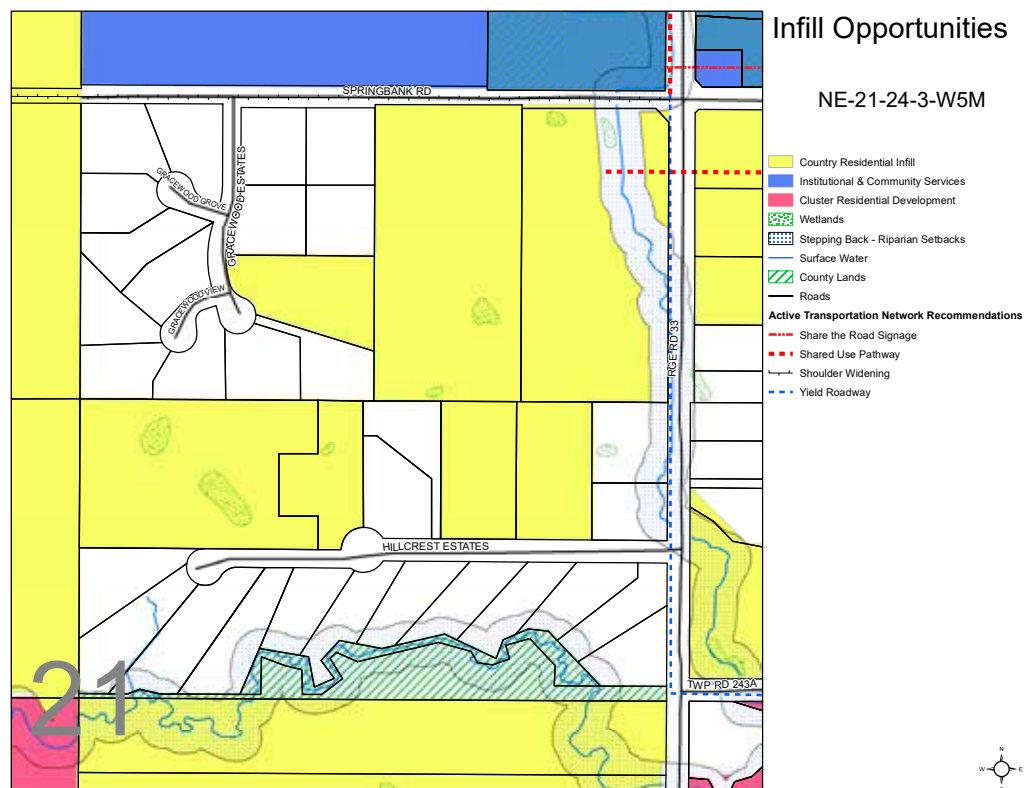 Infill Opportunities
NE-21-24-3-W5M
SPRINGBANK RD
GRACEWOOD GROVE
GRACEWOOD ESTATES
GRACEWOOD VIEW
RGE RD 33
HILLCREST ESTATES
TWP RD 243A
21
Country Residential Infill
Institutional & Community Services
Cluster Residential Development
Wetlands
Stepping Back - Riparian Setbacks
Surface Water
County Lands
Roads
Active Transportation Network Recommendations
Share the Road Signage
Shared Use Pathway
Shoulder Widening
Yield Roadway
N
W E